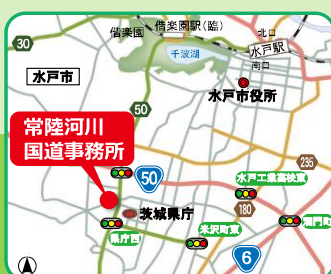 偕楽園
偕楽園駅(臨)
北口
水戸駅
南口
30
千波湖
水戸市
50
水戸市役所
常陸河川
国道事務所
235
50
水戸工業高校東
茨城県庁
180
県庁西
米沢町東
酒門町
6